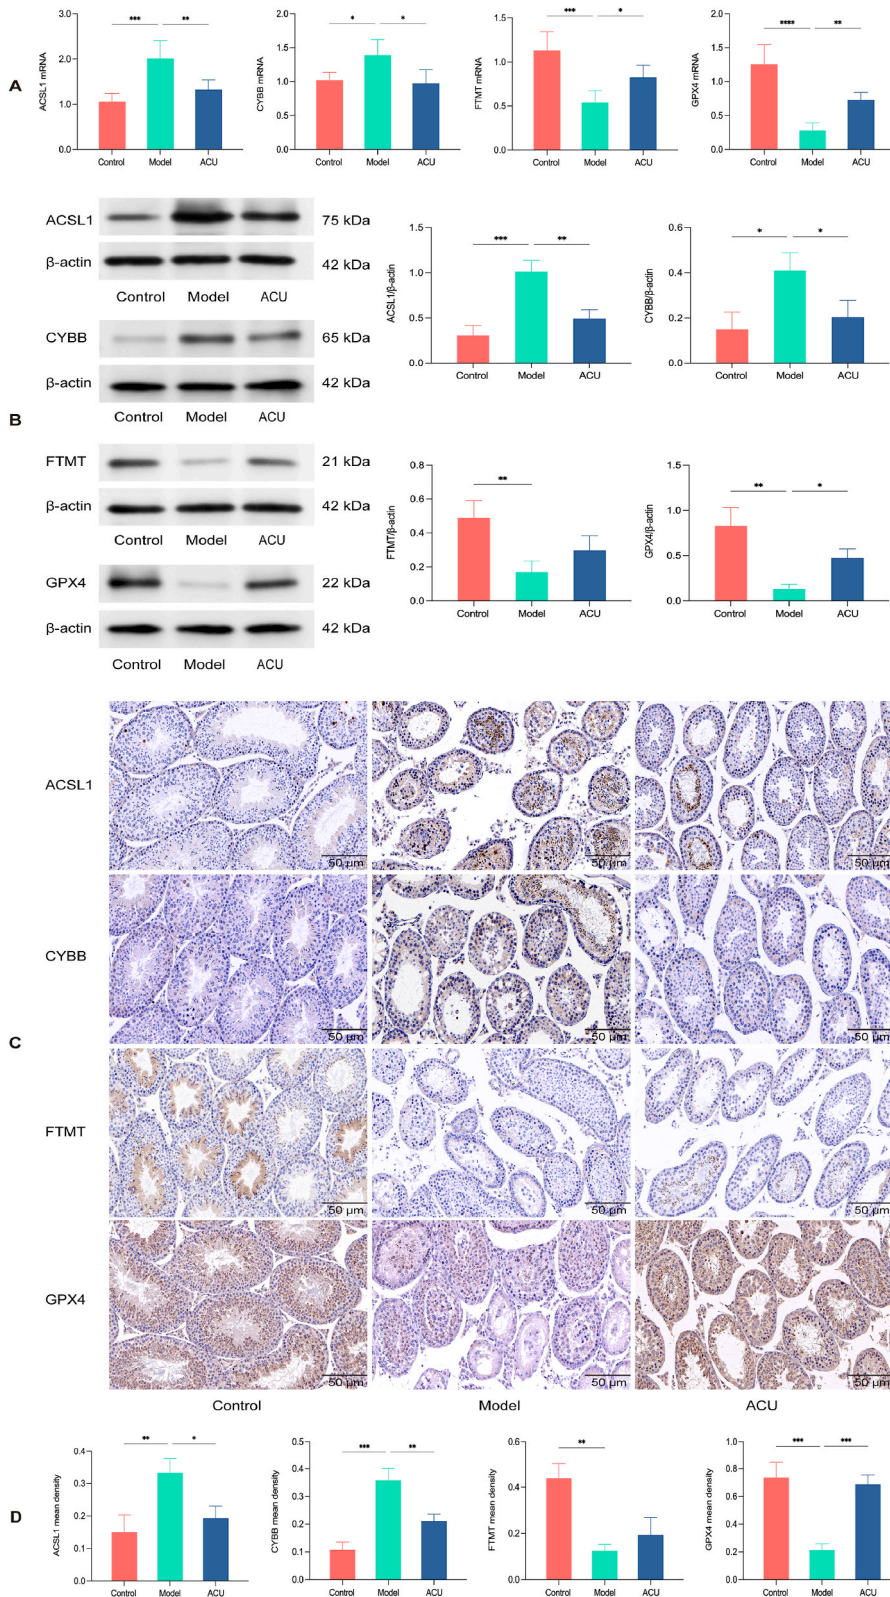 A
*** **
ACSL1 mRNA
3.0
2.0
1.0
0.0
Control Model ACU
* *
CYBB mRNA
2.0
1.5
1.0
0.5
0.0
Control Model ACU
*** *
FTMT mRNA
1.5
1.0
0.5
0.0
Control Model ACU
**** **
GPX4 mRNA
2.0
1.5
1.0
0.5
0.0
Control Model ACU
B
ACSL1 75 kDa
β-actin 42 kDa
Control Model ACU
CYBB 65 kDa
β-actin 42 kDa
Control Model ACU
FTMT 21 kDa
β-actin 42 kDa
Control Model ACU
GPX4 22 kDa
β-actin 42 kDa
Control Model ACU
*** **
ACSL1/β-actin
1.5
1.0
0.5
0.0
Control Model ACU
* *
CYBB/β-actin
0.6
0.4
0.2
0.0
Control Model ACU
**
FTMT/β-actin
0.8
0.6
0.4
0.2
0.0
Control Model ACU
** *
GPX4/β-actin
1.5
1.0
0.5
0.0
Control Model ACU
C
ACSL1
50 μm 50 μm 50 μm
CYBB
50 μm 50 μm 50 μm
FTMT
50 μm 50 μm 50 μm
GPX4
50 μm 50 μm 50 μm
Control Model ACU
D
** *
ACSL1 mean density
0.4
0.3
0.2
0.1
0.0
Control Model ACU
*** **
CYBB mean density
0.5
0.4
0.3
0.2
0.1
0.0
Control Model ACU
**
FTMT mean density
0.6
0.4
0.2
0.0
Control Model ACU
*** ***
GPX4 mean density
1.0
0.8
0.6
0.4
0.2
0.0
Control Model ACU